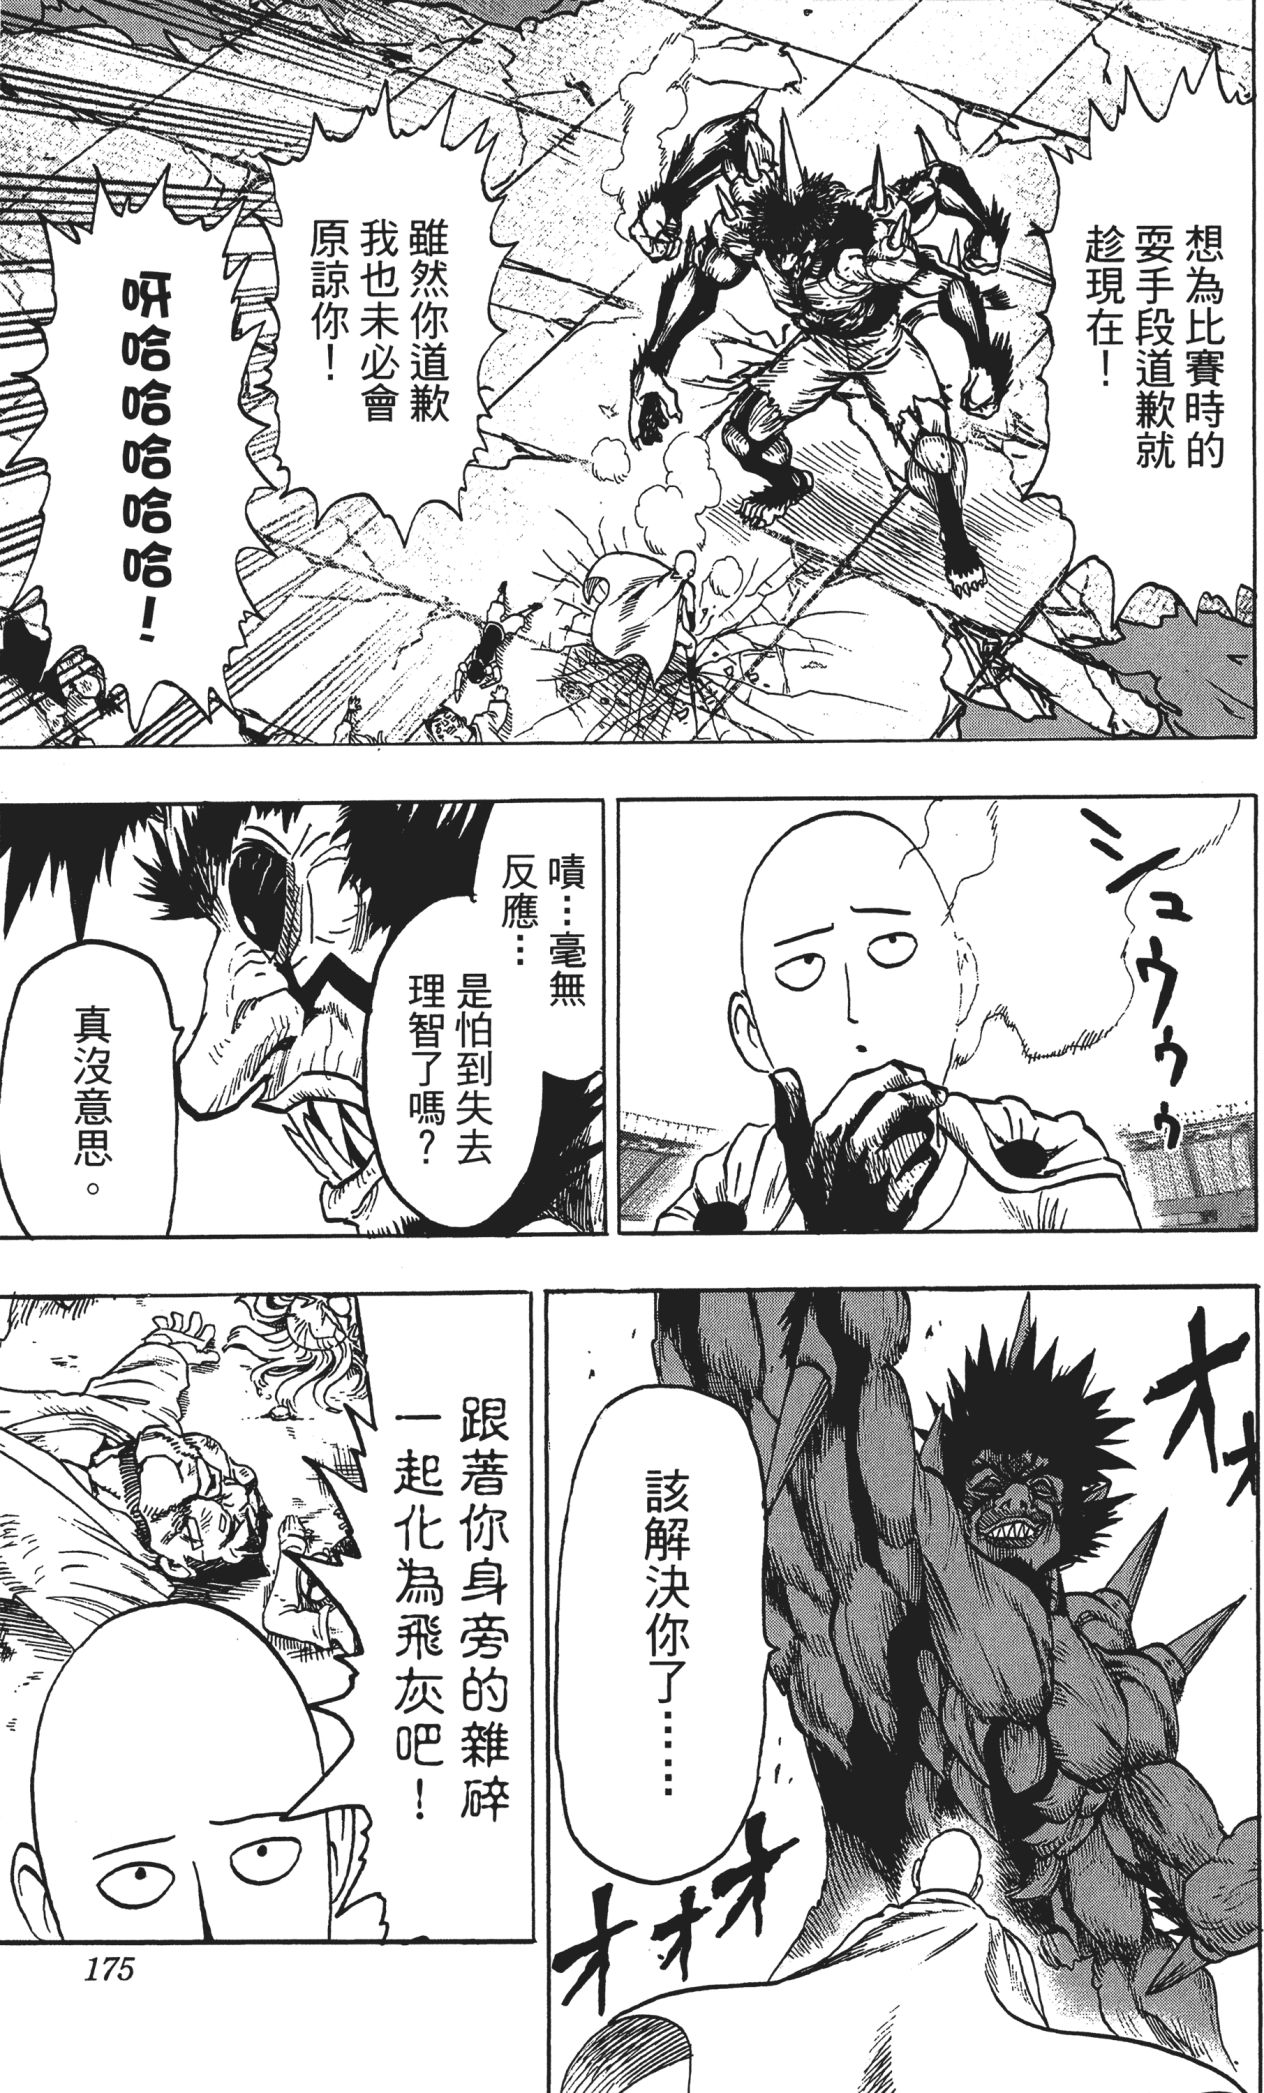 想為比賽時的
耍手段道歉就
趁現在！
雖然你道歉
我也未必會
原諒你！
呀哈哈哈哈哈！
シュウゥゥ
嘖…毫無
反應…
是怕到失去
理智了嗎？
真沒意思。
オオ
該解決你了……
オオオ
跟著你身旁的雜碎
一起化為飛灰吧！
175